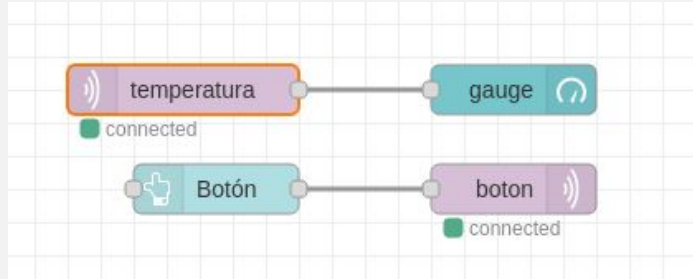 temperatura
gauge
connected
Botón
boton
connected